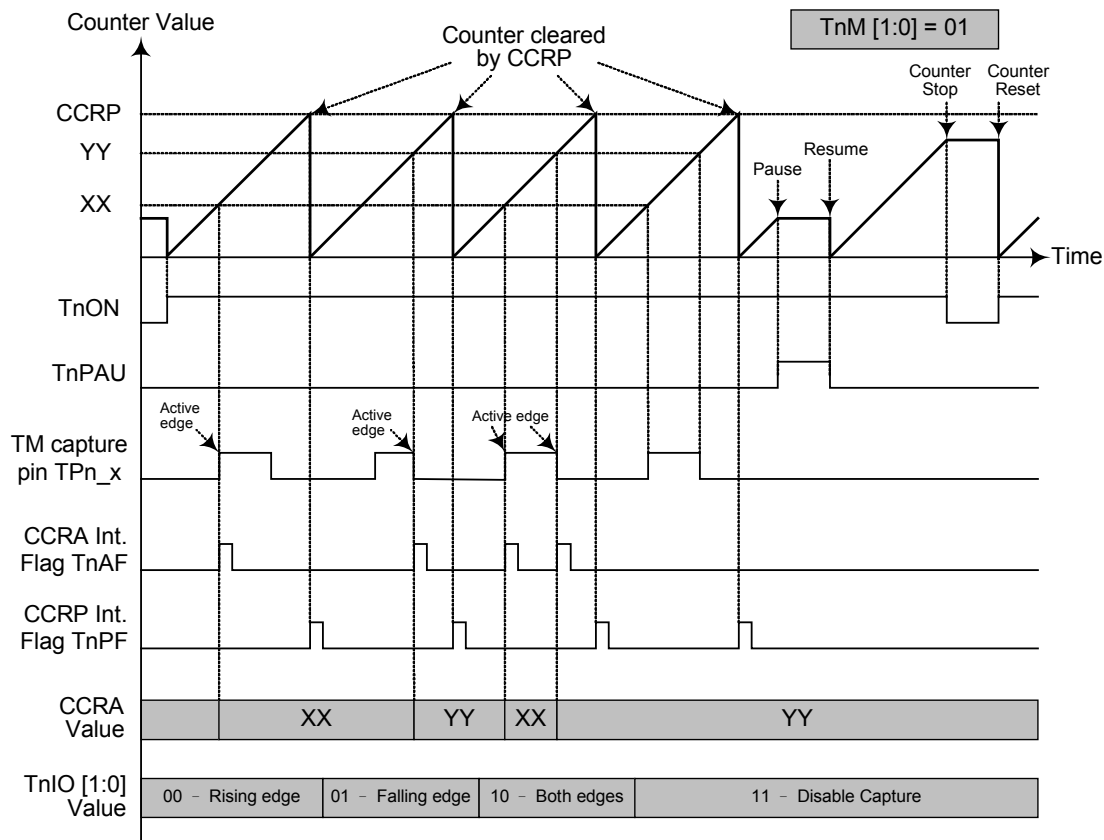 Counter Value
TnM [1:0] = 01
Counter cleared
by CCRP
Counter
Stop
Counter
Reset
CCRP
YY
XX
Pause
Resume
Time
TnON
TnPAU
Active
edge
Active
edge
Active edge
TM capture
pin TPn_x
CCRA Int.
Flag TnAF
CCRP Int.
Flag TnPF
CCRA
Value
XX
YY
XX
YY
TnIO [1:0]
Value
00 – Rising edge
01 – Falling edge
10 – Both edges
11 – Disable Capture